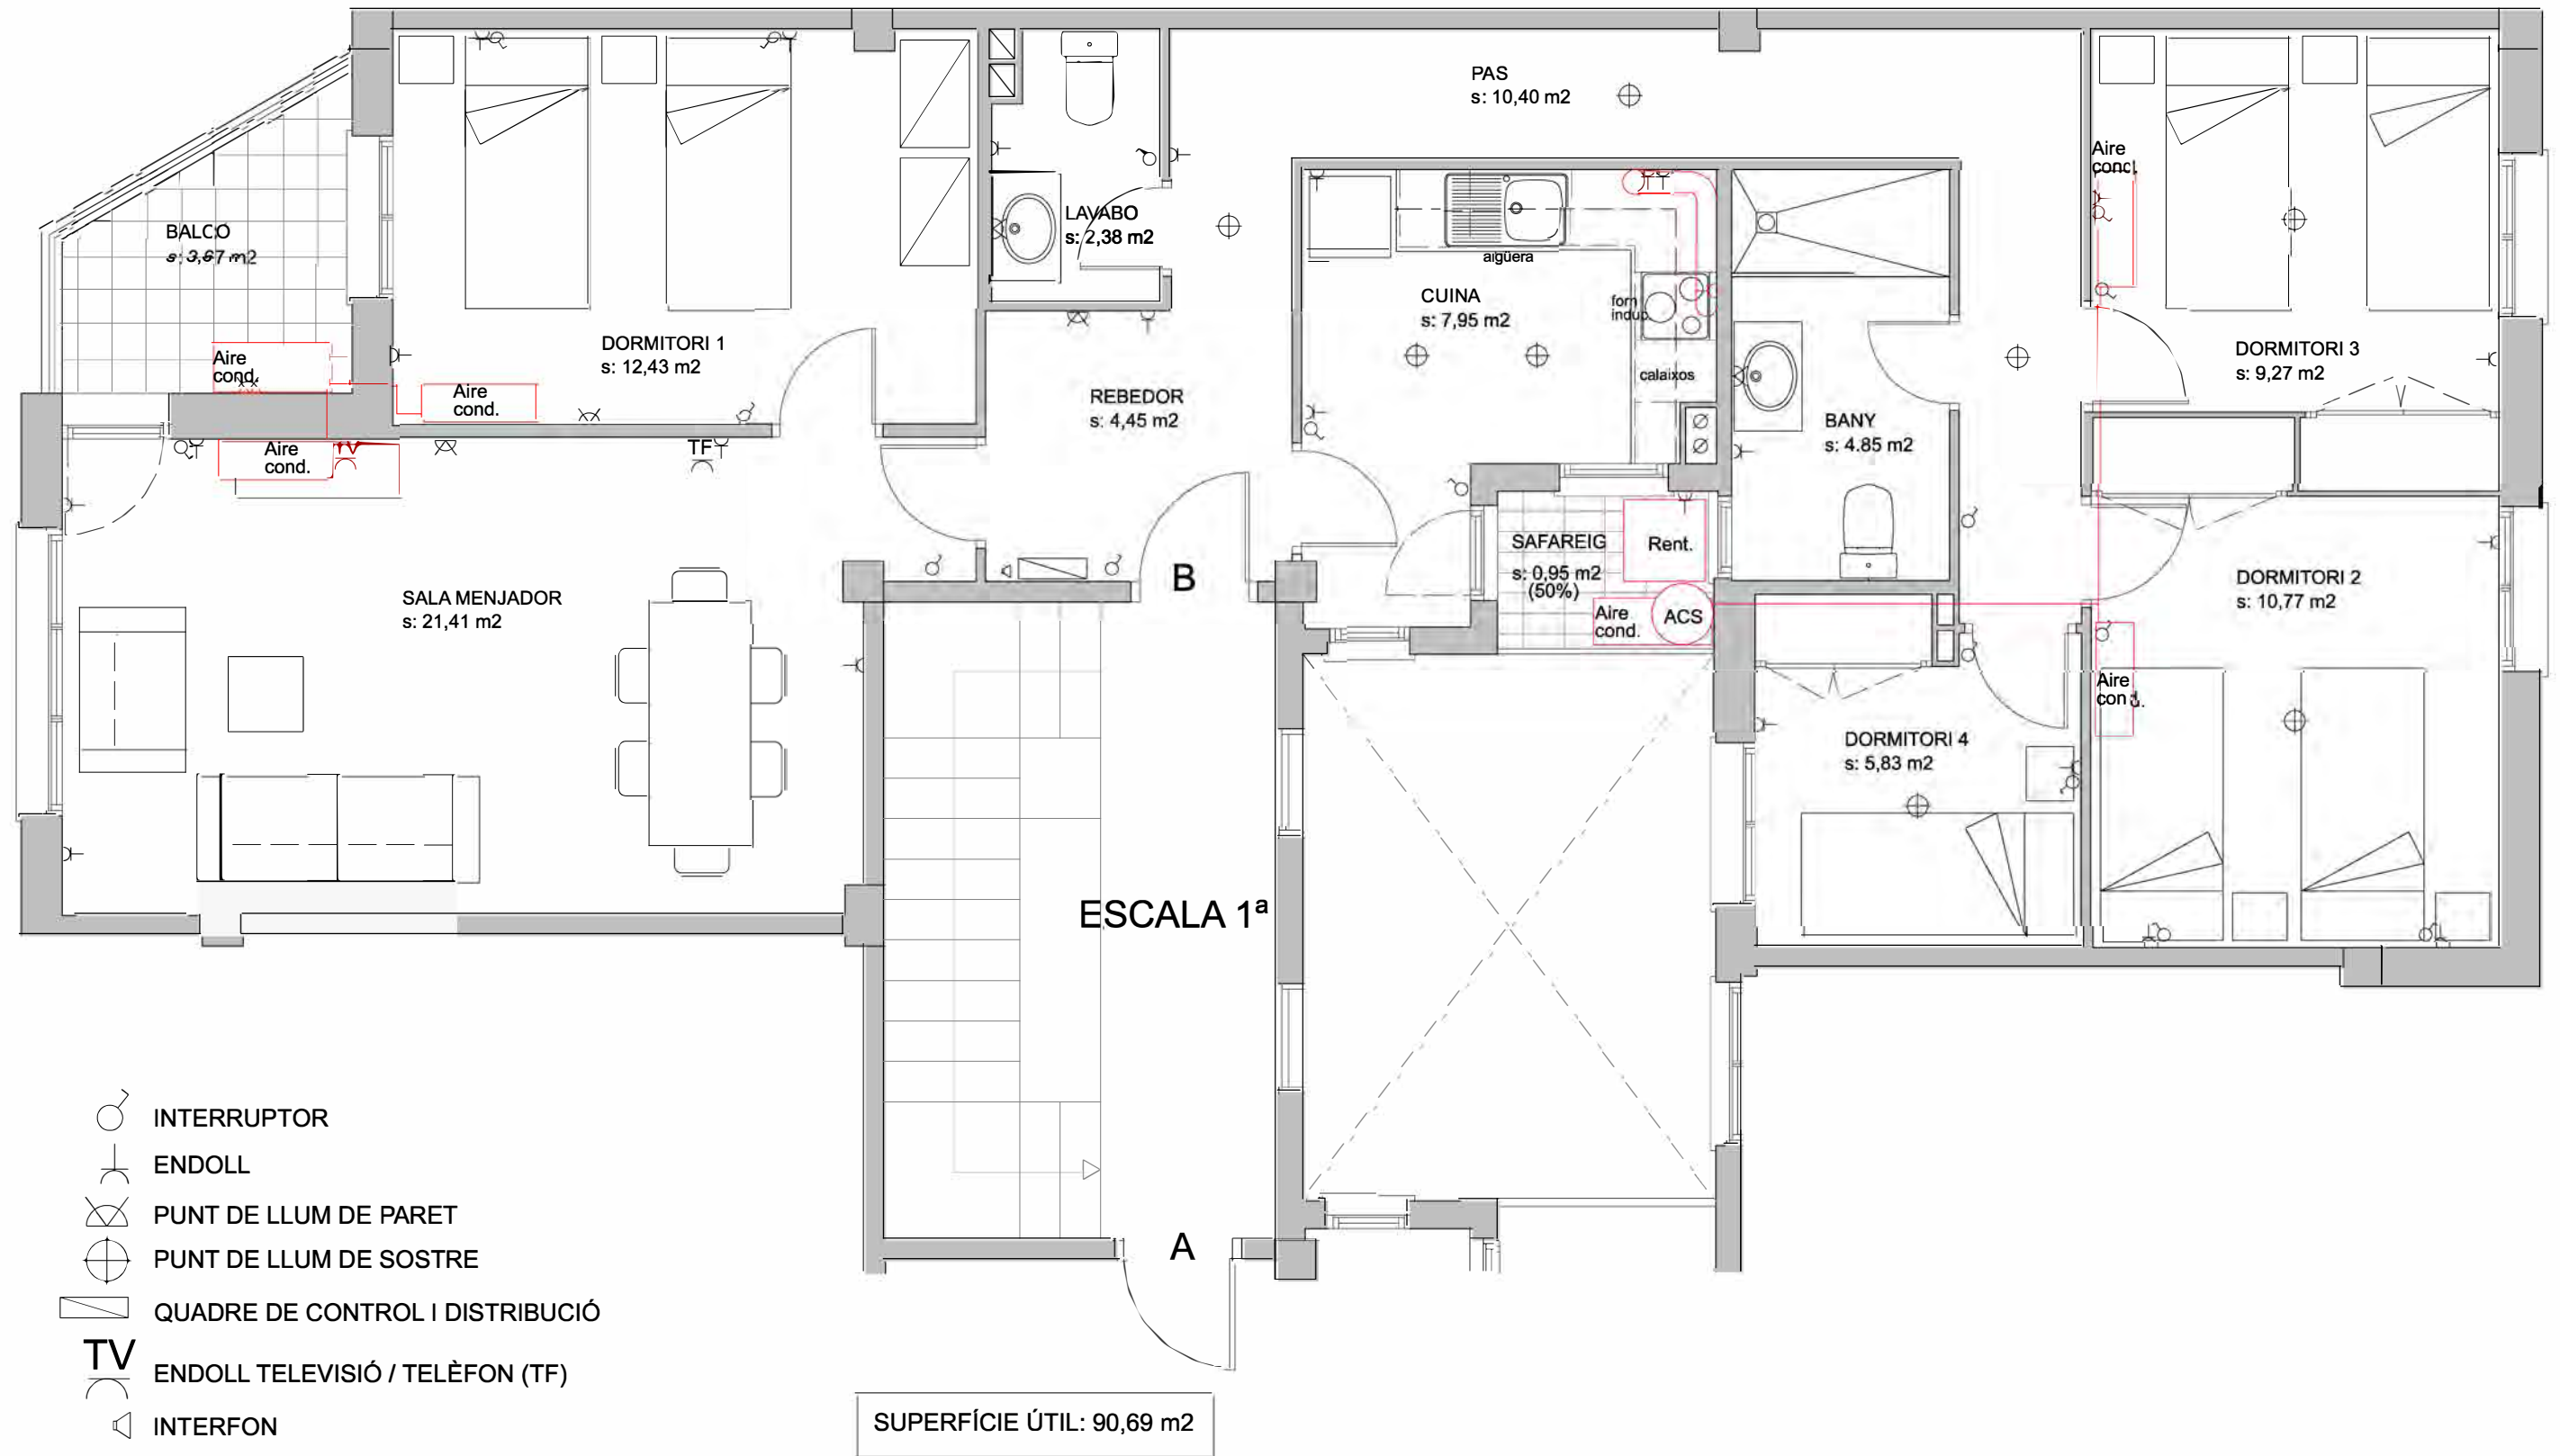 PAS
s: 10,40 m2
Aire
cond.
LAVABO
s: 2,38 m2
BALCÓ
s: 3,67 m2
aigüera
CUINA
s: 7,95 m2
forn
induc.
DORMITORI 1
s: 12,43 m2
DORMITORI 3
s: 9,27 m2
Aire
cond.
Aire
cond.
calaixos
REBEDOR
s: 4,45 m2
BANY
s: 4.85 m2
Aire
cond.
TV
TF
SAFAREIG
s: 0,95 m2
(50%)
Rent.
B
DORMITORI 2
s: 10,77 m2
SALA MENJADOR
s: 21,41 m2
Aire
cond.
ACS
Aire
cond.
DORMITORI 4
s: 5,83 m2
ESCALA 1ª
A
INTERRUPTOR
ENDOLL
PUNT DE LLUM DE PARET
PUNT DE LLUM DE SOSTRE
QUADRE DE CONTROL I DISTRIBUCIÓ
TV
ENDOLL TELEVISIÓ / TELÈFON (TF)
INTERFON
SUPERFÍCIE ÚTIL: 90,69 m2